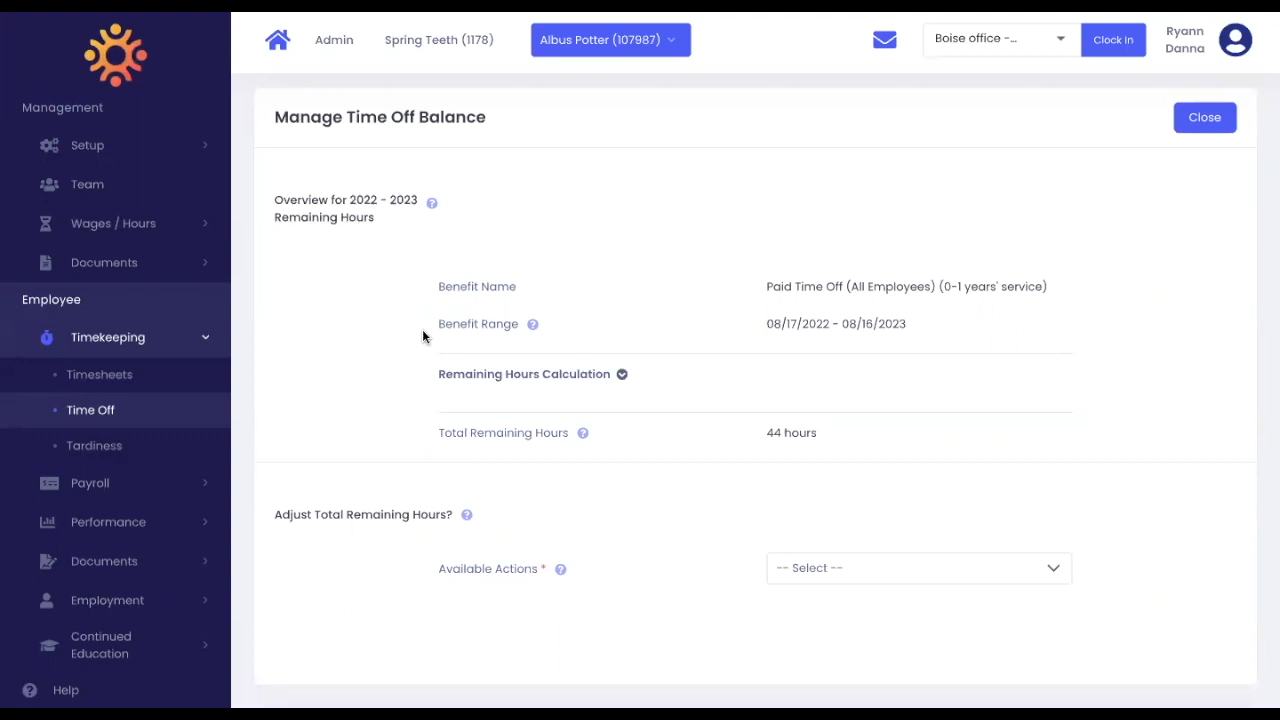 Admin
Spring Teeth (1178)
Albus Potter (107987)
Boise office -...
Clock In
Ryann
Danna
Management
Setup
Team
Wages / Hours
Documents
Employee
Timekeeping
Timesheets
Time Off
Tardiness
Payroll
Performance
Documents
Employment
Continued
Education
Help
Manage Time Off Balance
Close
Overview for 2022 - 2023
Remaining Hours
Benefit Name
Paid Time Off (All Employees) (0-1 years' service)
Benefit Range
08/17/2022 - 08/16/2023
Remaining Hours Calculation
Total Remaining Hours
44 hours
Adjust Total Remaining Hours?
Available Actions *
-- Select --